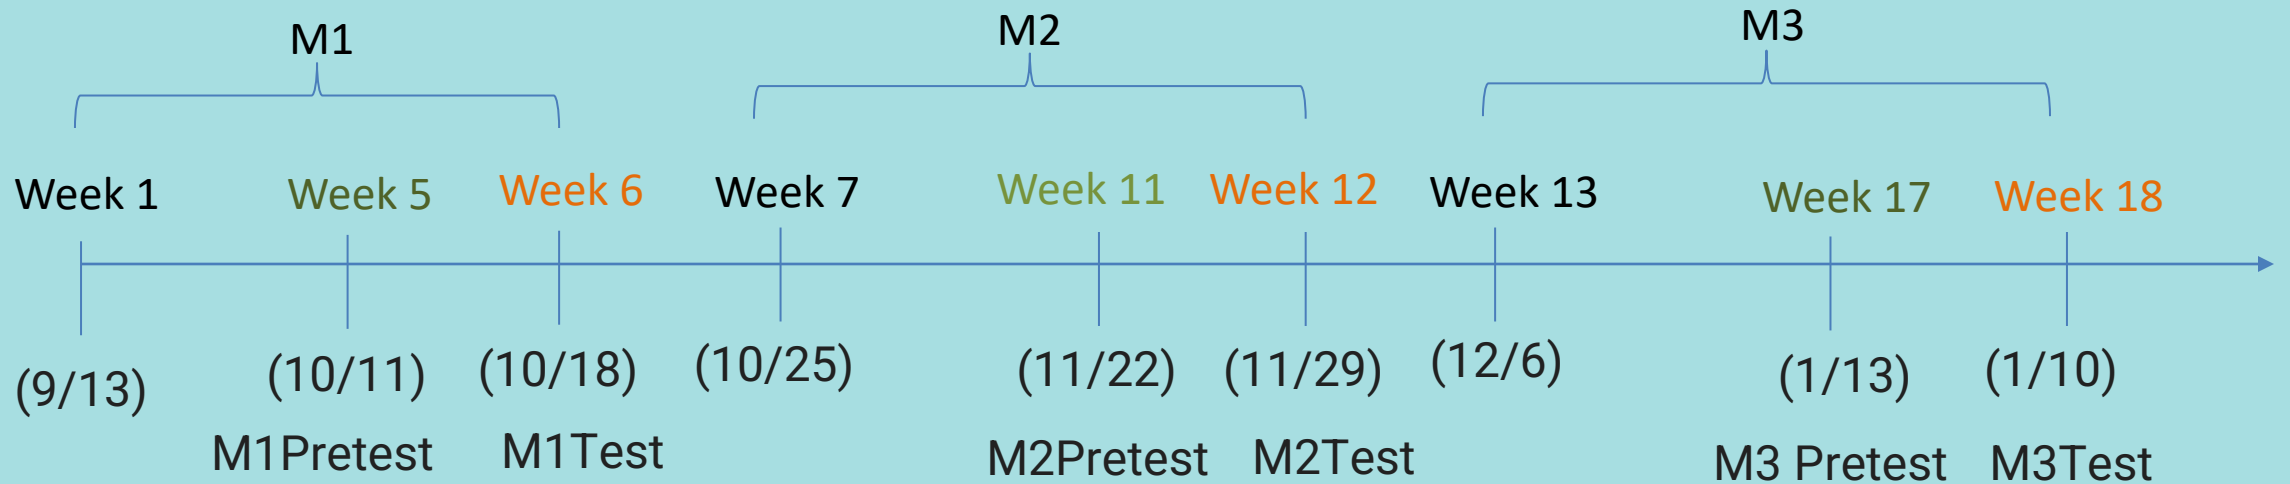 M1 M2 M3
Week 1 Week 5 Week 6 Week 7 Week 11 Week 12 Week 13 Week 17 Week 18
(9/13) (10/11) (10/18) (10/25) (11/22) (11/29) (12/6) (1/13) (1/10)
M1Pretest M1Test M2Pretest M2Test M3 Pretest M3Test